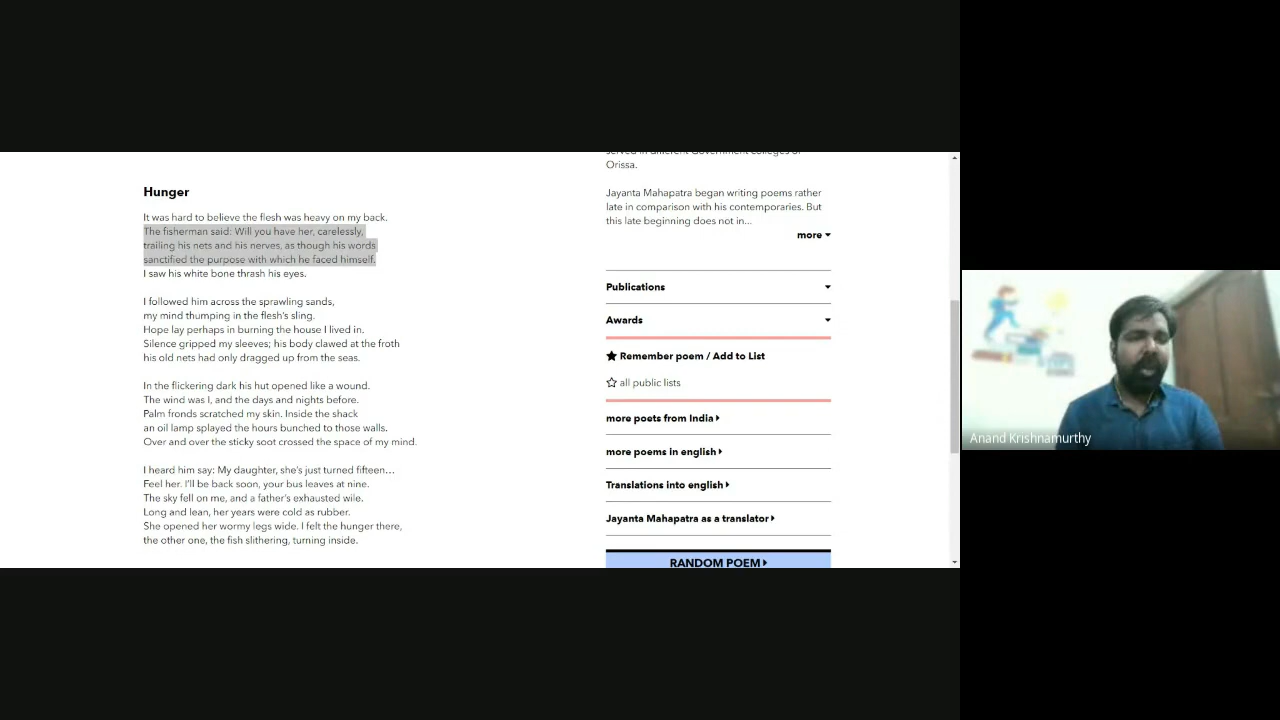 Hunger
It was hard to believe the flesh was heavy on my back.
The fisherman said: Will you have her, carelessly,
trailing his nets and his nerves, as though his words
sanctified the purpose with which he faced himself.
I saw his white bone thrash his eyes.
I followed him across the sprawling sands,
my mind thumping in the flesh's sling.
Hope lay perhaps in burning the house I lived in.
Silence gripped my sleeves; his body clawed at the froth
his old nets had only dragged up from the seas.
In the flickering dark his hut opened like a wound.
The wind was I, and the days and nights before.
Palm fronds scratched my skin. Inside the shack
an oil lamp splayed the hours bunched to those walls.
Over and over the sticky soot crossed the space of my mind.
I heard him say: My daughter, she's just turned fifteen…
Feel her. I'll be back soon, your bus leaves at nine.
The sky fell on me, and a father's exhausted wile.
Long and lean, her years were cold as rubber.
She opened her wormy legs wide. I felt the hunger there,
the other one, the fish slithering, turning inside.
served in different Government colleges of
Orissa.
Jayanta Mahapatra began writing poems rather
late in comparison with his contemporaries. But
this late beginning does not in...
more
Publications
Awards
Remember poem / Add to List
all public lists
more poets from India
more poems in english
Translations into english
Jayanta Mahapatra as a translator
RANDOM POEM
Anand Krishnamurthy